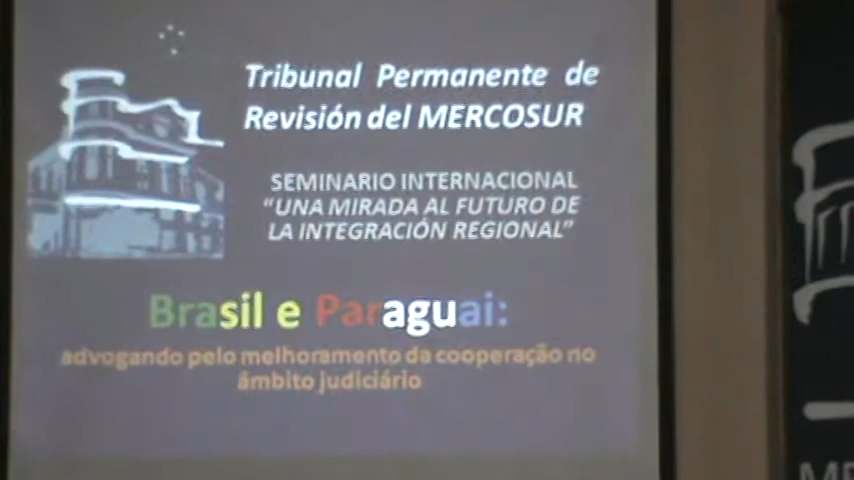 Tribunal Permanente de
Revisión del MERCOSUR
SEMINARIO INTERNACIONAL
"UNA MIRADA AL FUTURO DE
LA INTEGRACIÓN REGIONAL"
Brasil e Paraguai:
advogando pelo melhoramento da cooperação no
âmbito judiciário